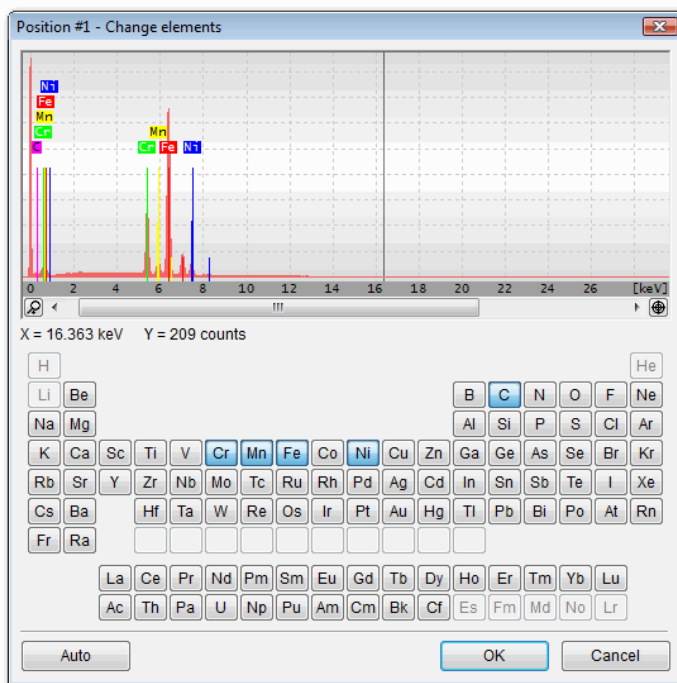 Position #1 - Change elements
Ni
Fe
Mn Mn
Cr Cr Fe Ni
C
0 2 4 6 8 10 12 14 16 18 20 22 24 26 [keV]
X = 16.363 keV Y = 209 counts
H He
Li Be B C N O F Ne
Na Mg Al Si P S Cl Ar
K Ca Sc Ti V Cr Mn Fe Co Ni Cu Zn Ga Ge As Se Br Kr
Rb Sr Y Zr Nb Mo Tc Ru Rh Pd Ag Cd In Sn Sb Te I Xe
Cs Ba Hf Ta W Re Os Ir Pt Au Hg Tl Pb Bi Po At Rn
Fr Ra
La Ce Pr Nd Pm Sm Eu Gd Tb Dy Ho Er Tm Yb Lu
Ac Th Pa U Np Pu Am Cm Bk Cf Es Fm Md No Lr
Auto OK Cancel